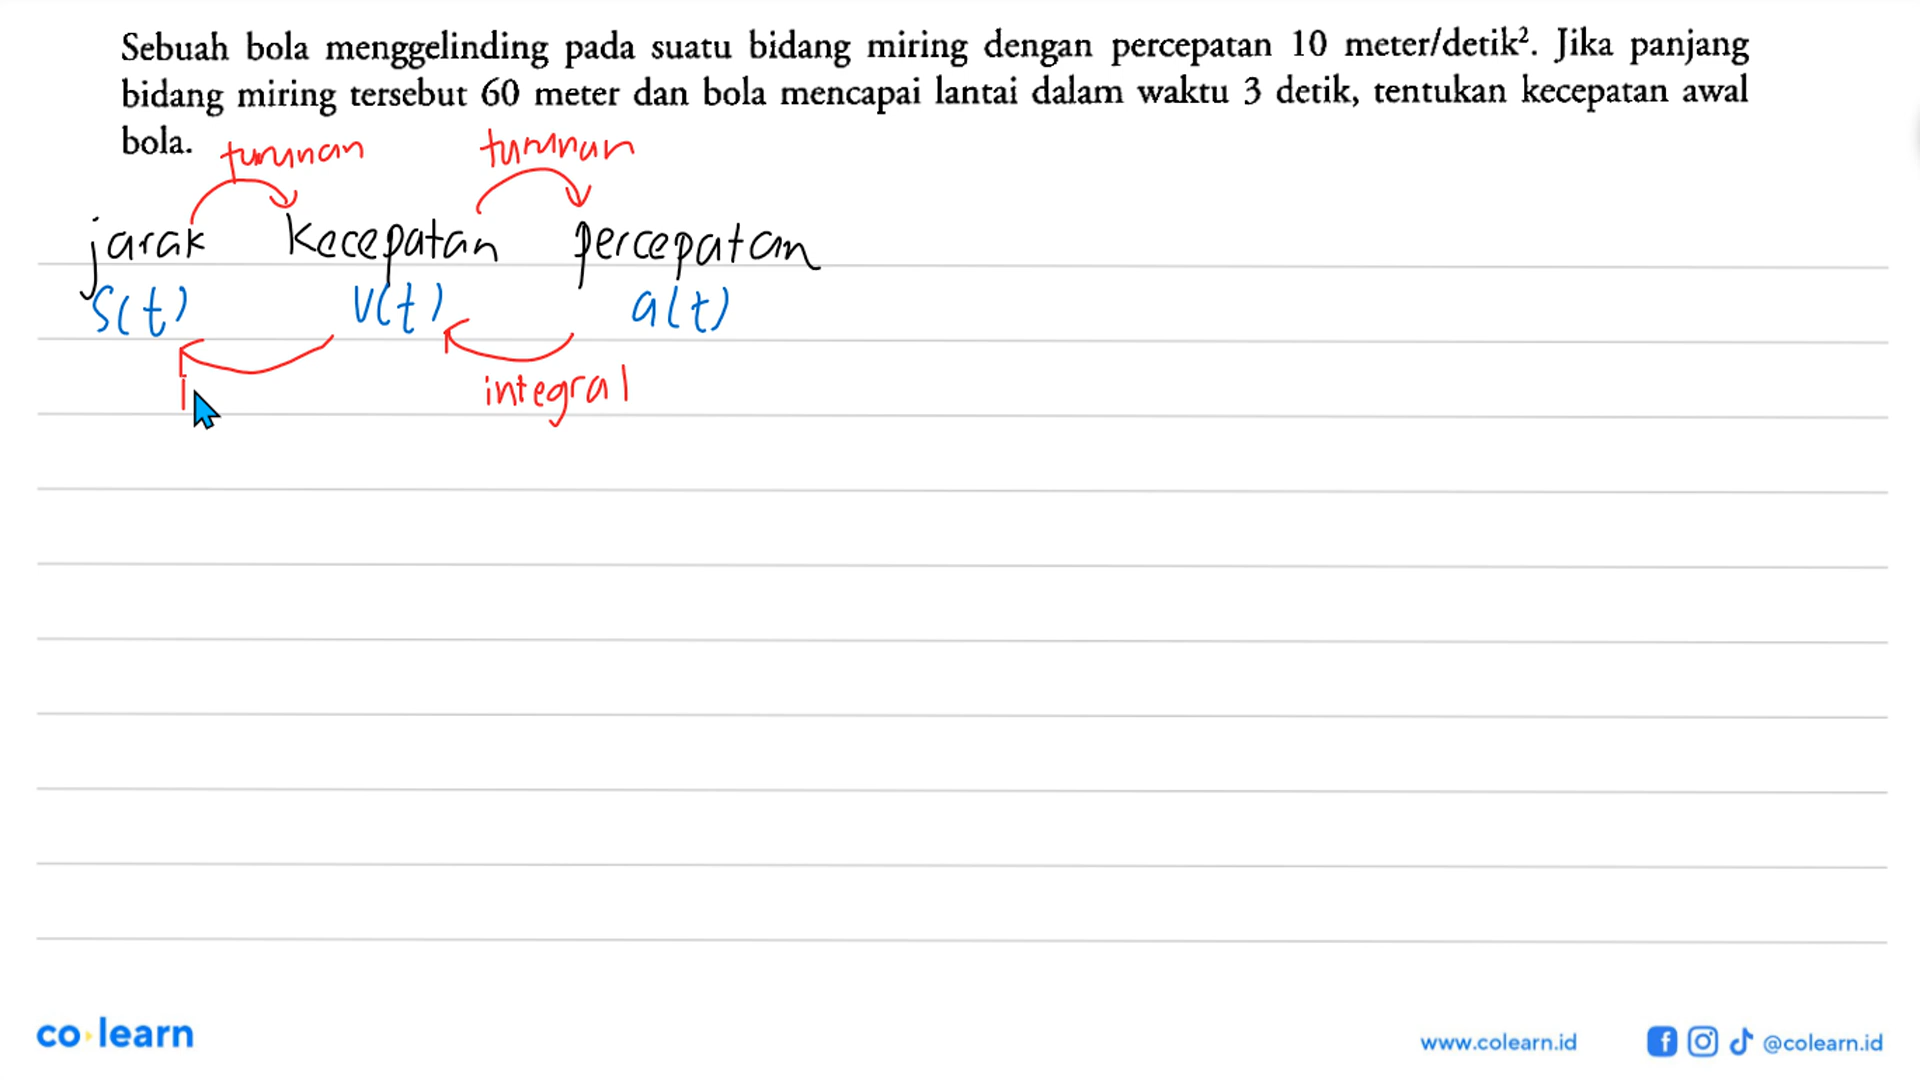 Sebuah bola menggelinding pada suatu bidang miring dengan percepatan 10 meter/detik². Jika panjang
bidang miring tersebut 60 meter dan bola mencapai lantai dalam waktu 3 detik, tentukan kecepatan awal
bola.
turunan turunan
jarak kecepatan percepatan
s(t) v(t) a(t)
integral
co learn
www.colearn.id @colearn.id